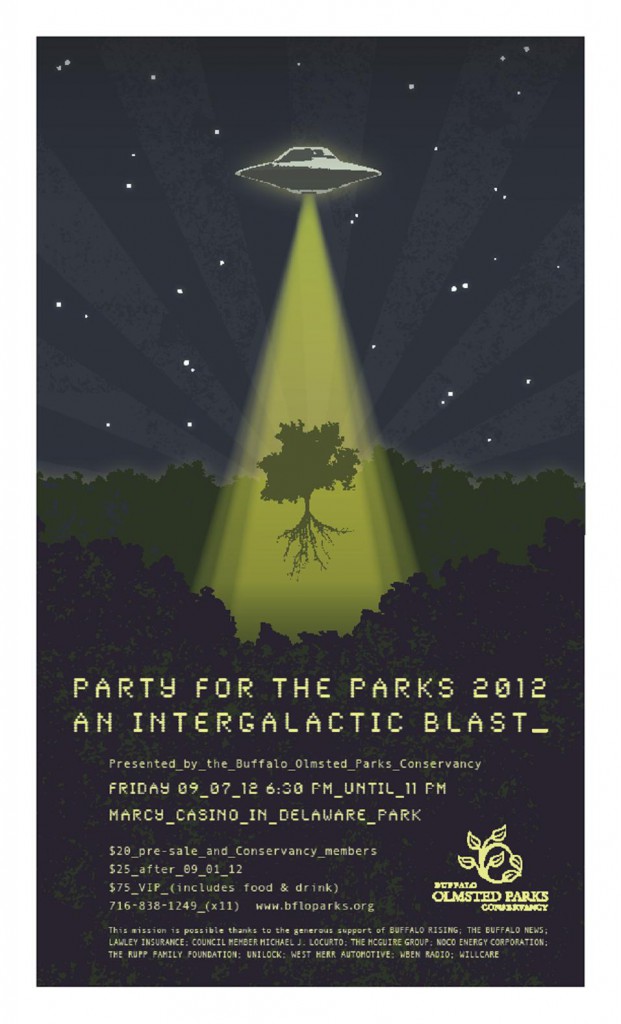 PARTY FOR THE PARKS 2012
AN INTERGALACTIC BLAST_
Presented_by_the_Buffalo_Olmsted_Parks_Conservancy
FRIDAY 09_07_12 6:30 PM_UNTIL_11 PM
MARCY_CASINO_IN_DELAWARE_PARK
$20_pre-sale_and_Conservancy_members
$25_after_09_01_12
$75_VIP_(includes food & drink)
716-838-1249_(x11) www.bfloparks.org
BUFFALO
OLMSTED PARKS
CONSERVANCY
This mission is possible thanks to the generous support of BUFFALO RISING; THE BUFFALO NEWS;
LAWLEY INSURANCE; COUNCIL MEMBER MICHAEL J. LOCURTO; THE MCGUIRE GROUP; NOCO ENERGY CORPORATION;
THE RUPP FAMILY FOUNDATION; UNILOCK; WEST HERR AUTOMOTIVE; WBEN RADIO; WILLCARE